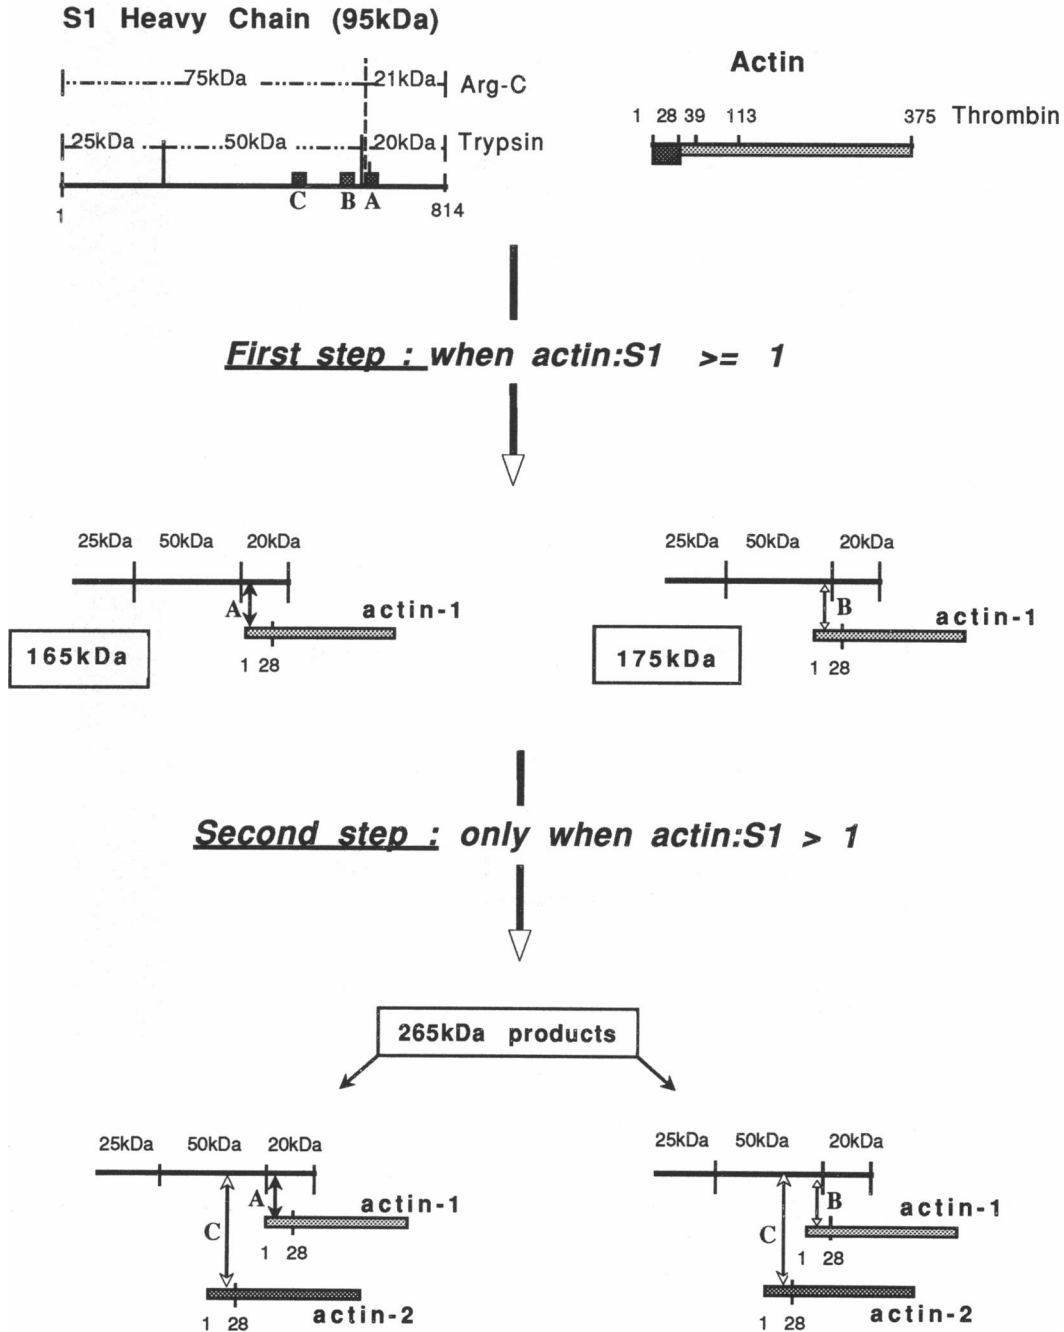 S1 Heavy Chain (95kDa)
75kDa 21kDa Arg-C
25kDa 50kDa 20kDa Trypsin
C B A
1 814
Actin
1 28 39 113 375 Thrombin
First step : when actin:S1 >= 1
25kDa 50kDa 20kDa
A actin-1
165kDa
1 28
25kDa 50kDa 20kDa
B actin-1
175kDa
1 28
Second step : only when actin:S1 > 1
265kDa products
25kDa 50kDa 20kDa
A actin-1
C
1 28
1 28 actin-2
25kDa 50kDa 20kDa
B actin-1
C
1 28
1 28 actin-2